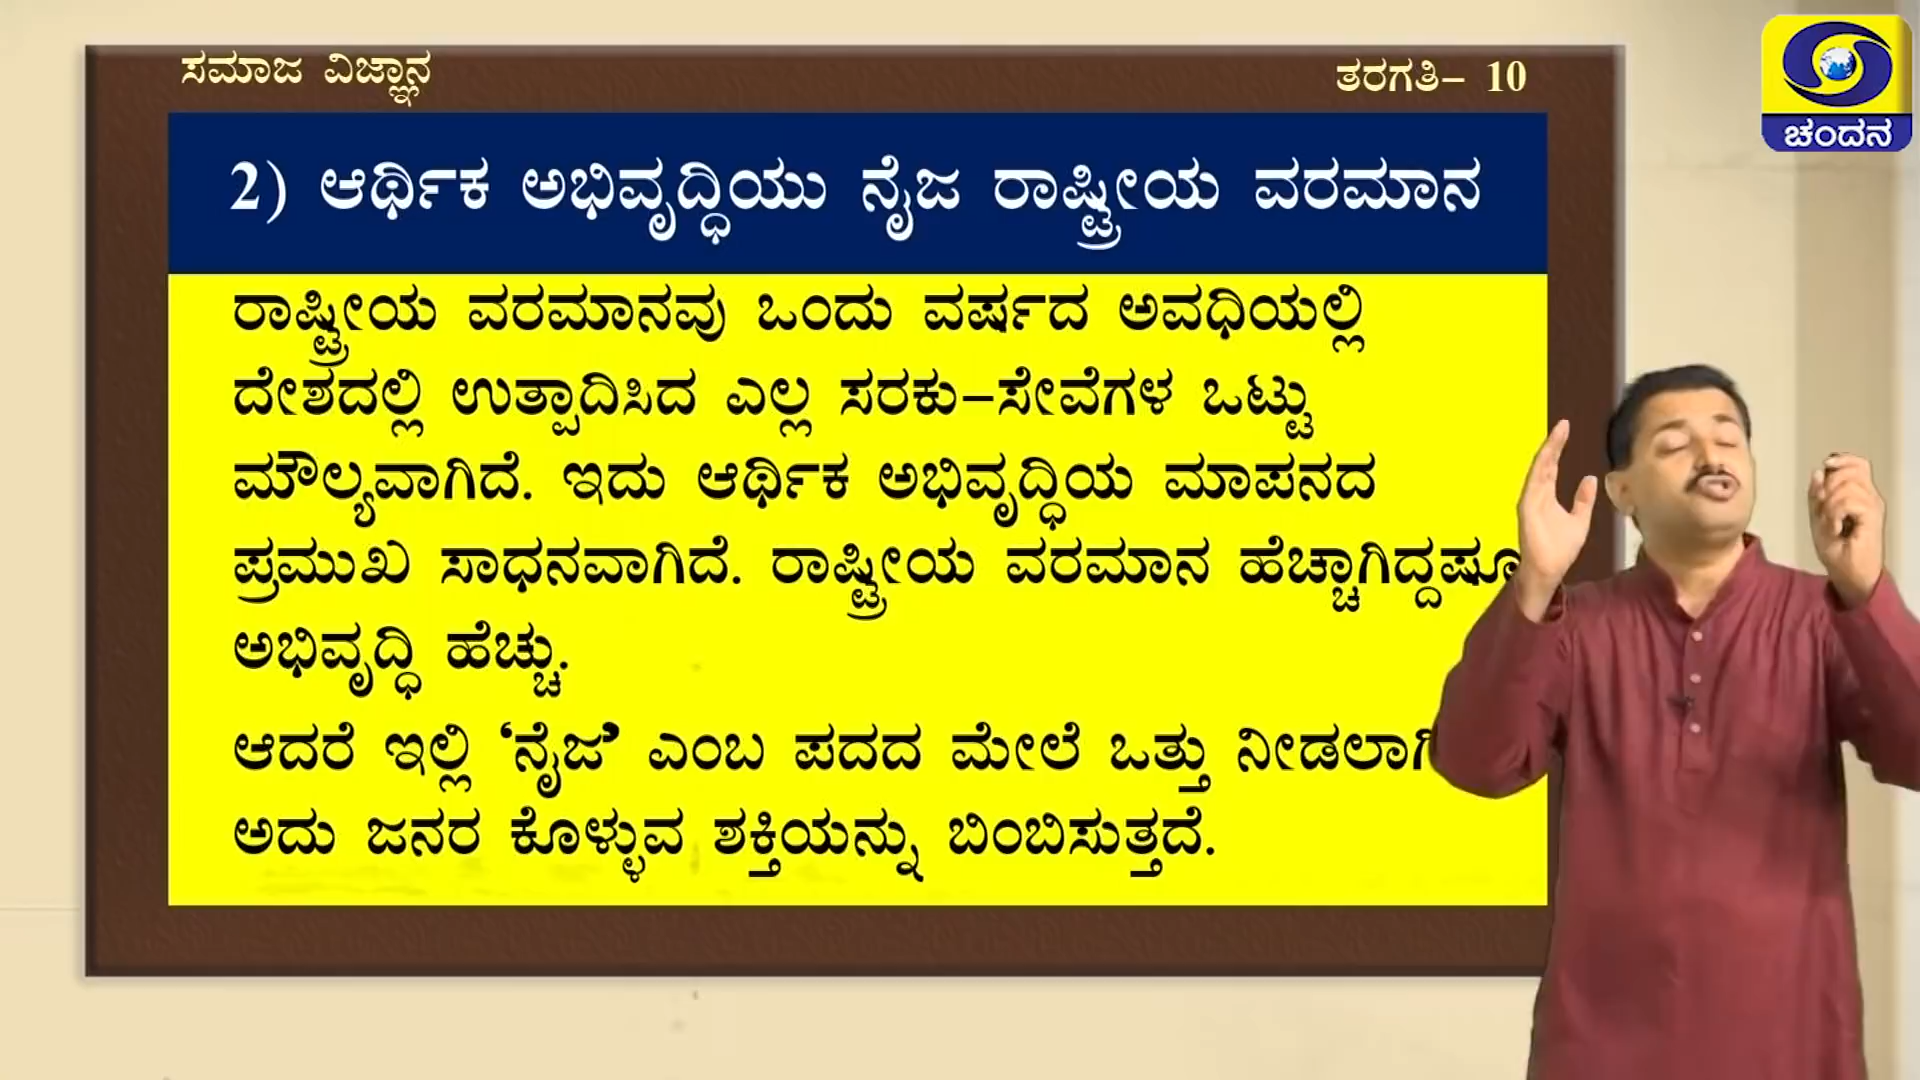 ಸಮಾಜ ವಿಜ್ಞಾನ
ತರಗತಿ– 10
ಚಂದನ
2) ಆರ್ಥಿಕ ಅಭಿವೃದ್ಧಿಯು ನೈಜ ರಾಷ್ಟ್ರೀಯ ವರಮಾನ
ರಾಷ್ಟ್ರೀಯ ವರಮಾನವು ಒಂದು ವರ್ಷದ ಅವಧಿಯಲ್ಲಿ
ದೇಶದಲ್ಲಿ ಉತ್ಪಾದಿಸಿದ ಎಲ್ಲ ಸರಕು–ಸೇವೆಗಳ ಒಟ್ಟು
ಮೌಲ್ಯವಾಗಿದೆ. ಇದು ಆರ್ಥಿಕ ಅಭಿವೃದ್ಧಿಯ ಮಾಪನದ
ಪ್ರಮುಖ ಸಾಧನವಾಗಿದೆ. ರಾಷ್ಟ್ರೀಯ ವರಮಾನ ಹೆಚ್ಚಾಗಿದ್ದಷೂ
ಅಭಿವೃದ್ಧಿ ಹೆಚ್ಚು.
ಆದರೆ ಇಲ್ಲಿ ‘ನೈಜ’ ಎಂಬ ಪದದ ಮೇಲೆ ಒತ್ತು
ಅದು ಜನರ ಕೊಳ್ಳುವ ಶಕ್ತಿಯನ್ನು ಬಿಂಬಿಸುತ್ತದೆ.